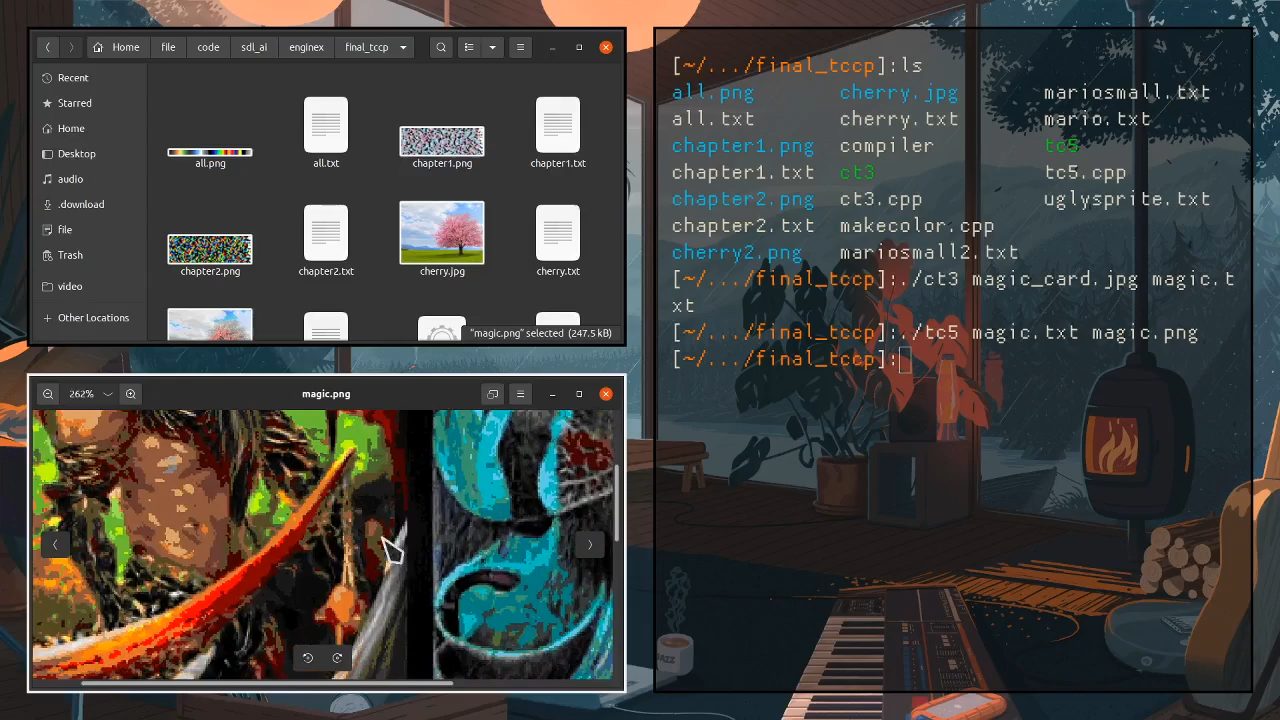 Home file code sdl_ai enginex final_tccp
Recent
Starred
Home
Desktop
audio
.download
file
Trash
video
Other Locations
all.png all.txt chapter1.png chapter1.txt
chapter2.png chapter2.txt cherry.jpg cherry.txt
"magic.png" selected (247.5 kB)
262% magic.png
[~/.../final_tccp]:ls
all.png cherry.jpg mariosmall.txt
all.txt cherry.txt mario.txt
chapter1.png compiler tc5
chapter1.txt ct3 tc5.cpp
chapter2.png ct3.cpp uglysprite.txt
chapter2.txt makecolor.cpp
cherry2.png mariosmall2.txt
[~/.../final_tccp]:./ct3 magic_card.jpg magic.t
xt
[~/.../final_tccp]:./tc5 magic.txt magic.png
[~/.../final_tccp]:
JAZZ